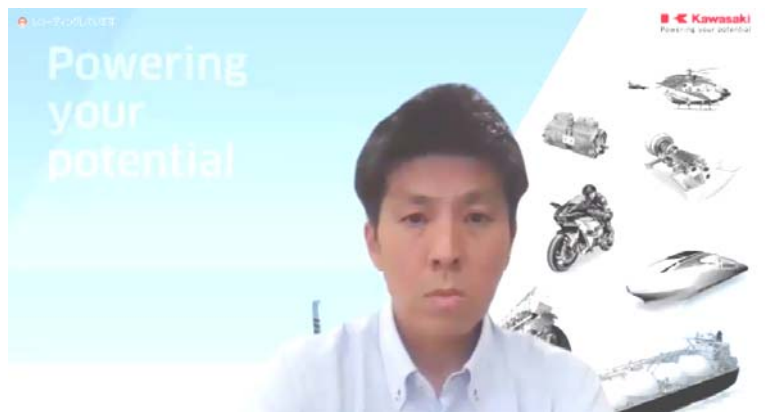 レコーディングしています
Kawasaki
Powering your potential
Powering
your
potential